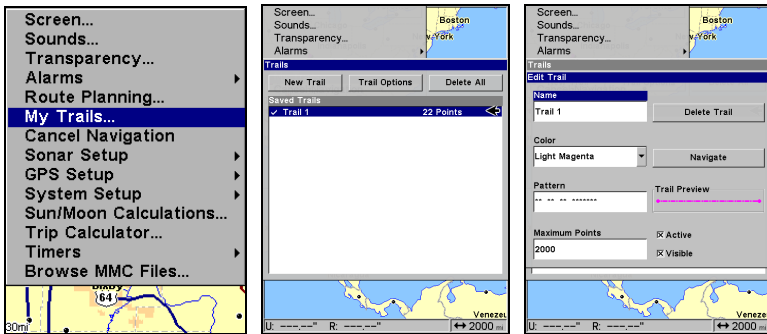 Screen...
Sounds...
Transparency...
Alarms
Route Planning...
My Trails...
Cancel Navigation
Sonar Setup
GPS Setup
System Setup
Sun/Moon Calculations...
Trip Calculator...
Timers
Browse MMC Files...
Bixby
64
30mi
Screen...
Sounds...
Transparency...
Alarms
Boston
w-York
Trails
New Trail Trail Options Delete All
Saved Trails
✓ Trail 1 22 Points
Venezue
U: ---.--" R: ---.--" ↔ 2000 mi
Screen...
Sounds...
Transparency...
Alarms
Boston
w-York
Trails
Edit Trail
Name
Trail 1 Delete Trail
Color
Light Magenta Navigate
Pattern Trail Preview
-- -- -- -------
Maximum Points
2000
Active
Visible
Venezue
U: ---.--" R: ---.--" ↔ 2000 mi